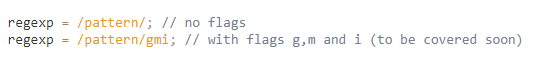 regexp = /pattern/; // no flags
regexp = /pattern/gmi; // with flags g,m and i (to be covered soon)